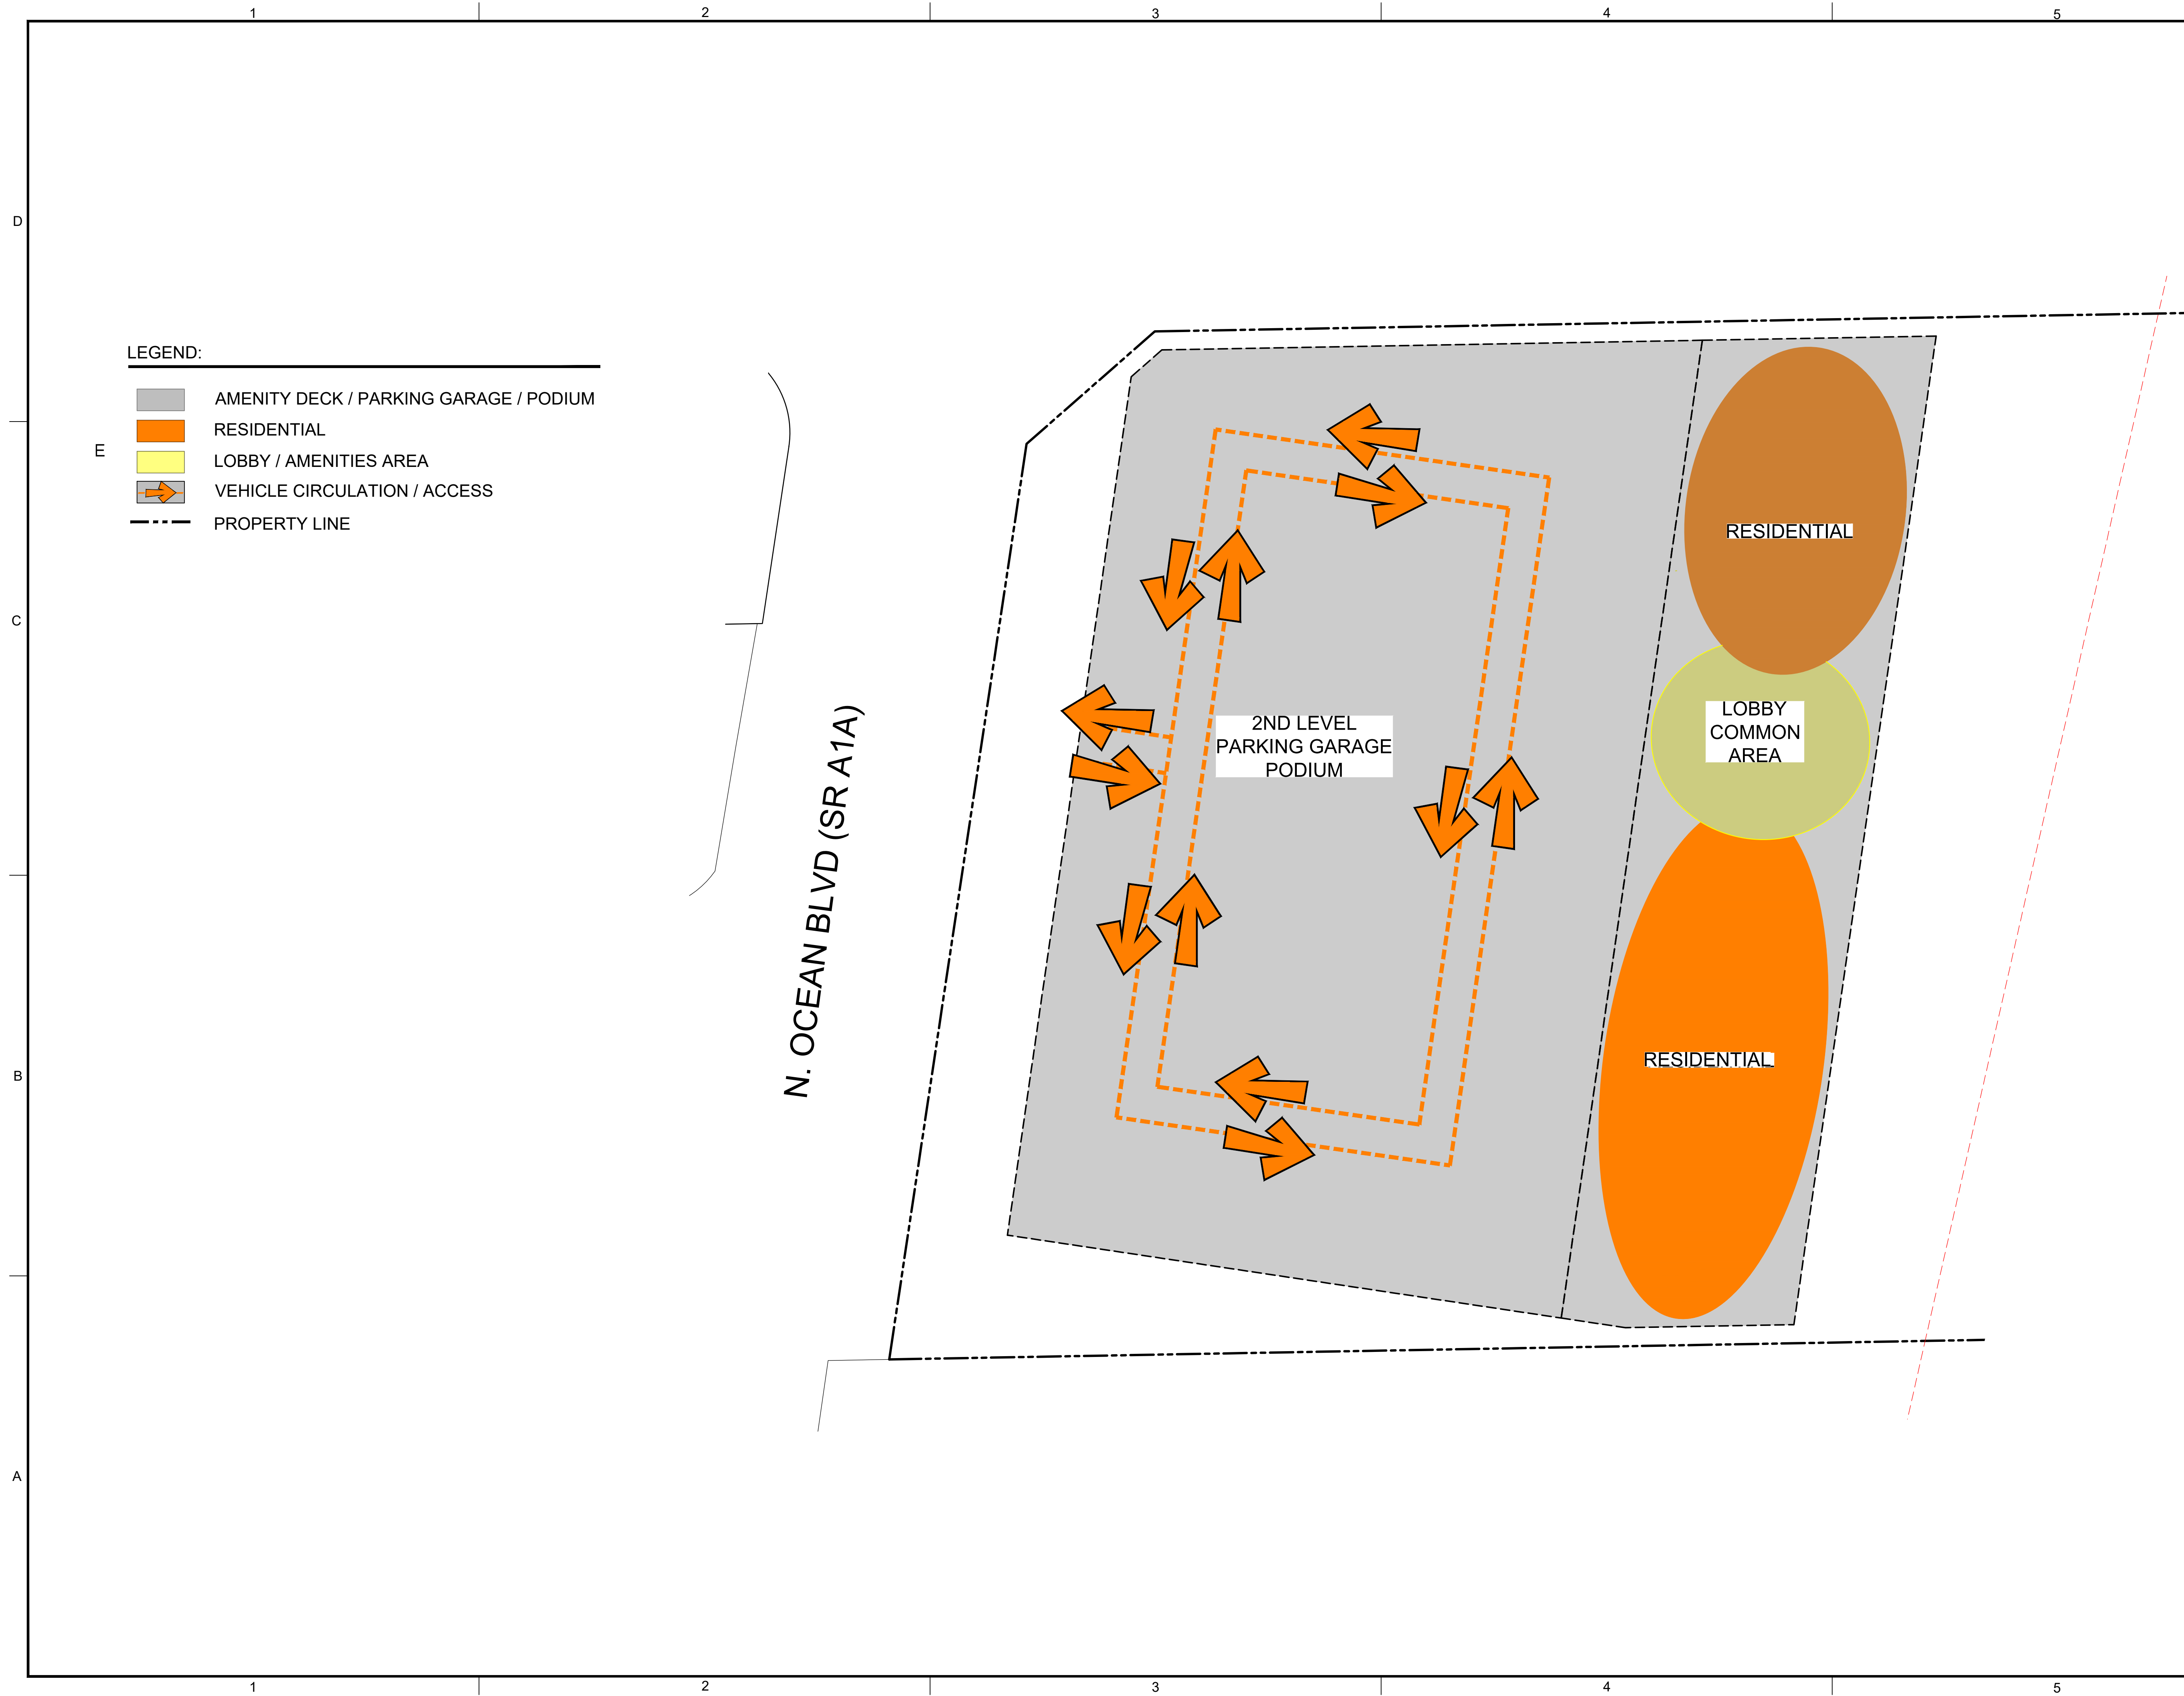 1 2 3 4 5
D
LEGEND:
AMENITY DECK / PARKING GARAGE / PODIUM
E RESIDENTIAL
LOBBY / AMENITIES AREA
VEHICLE CIRCULATION / ACCESS
PROPERTY LINE
RESIDENTIAL
C
N. OCEAN BLVD (SR A1A)
2ND LEVEL
PARKING GARAGE
PODIUM
LOBBY
COMMON
AREA
RESIDENTIAL
B
A
1 2 3 4 5